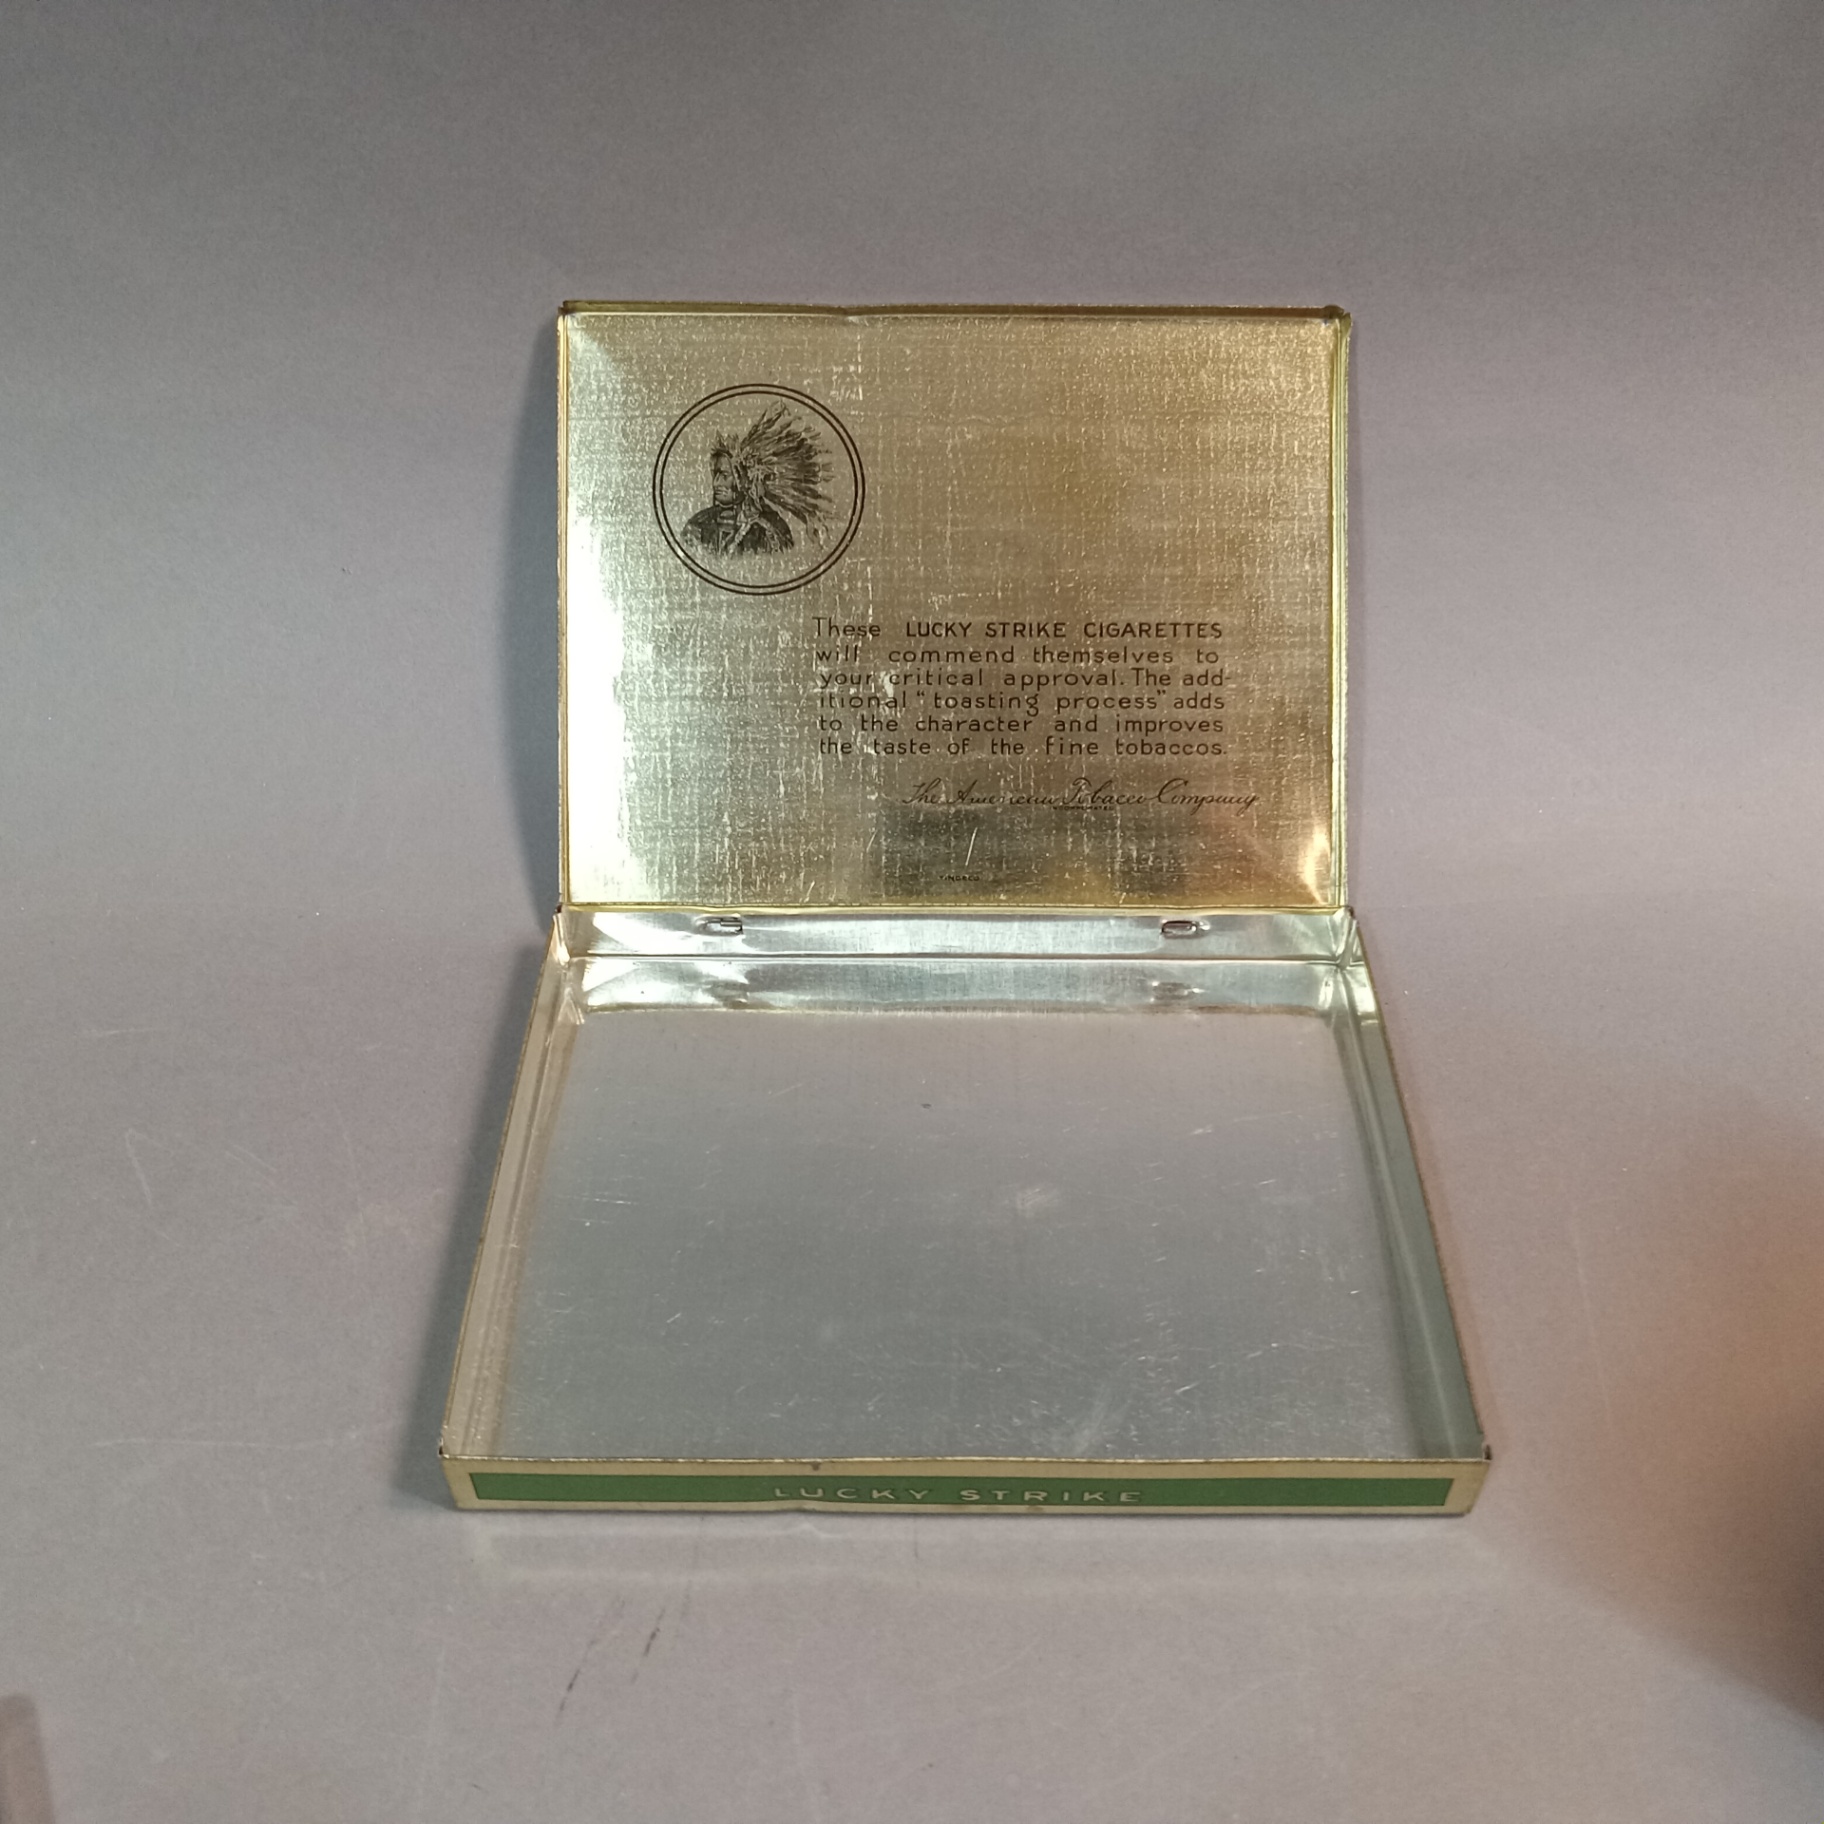 These LUCKY STRIKE CIGARETTES
will commend themselves to
your critical approval. The add-
itional "toasting process" adds
to the character and improves
the taste of the fine tobaccos.
The American Tobacco Company
INCORPORATED
LUCKY STRIKE